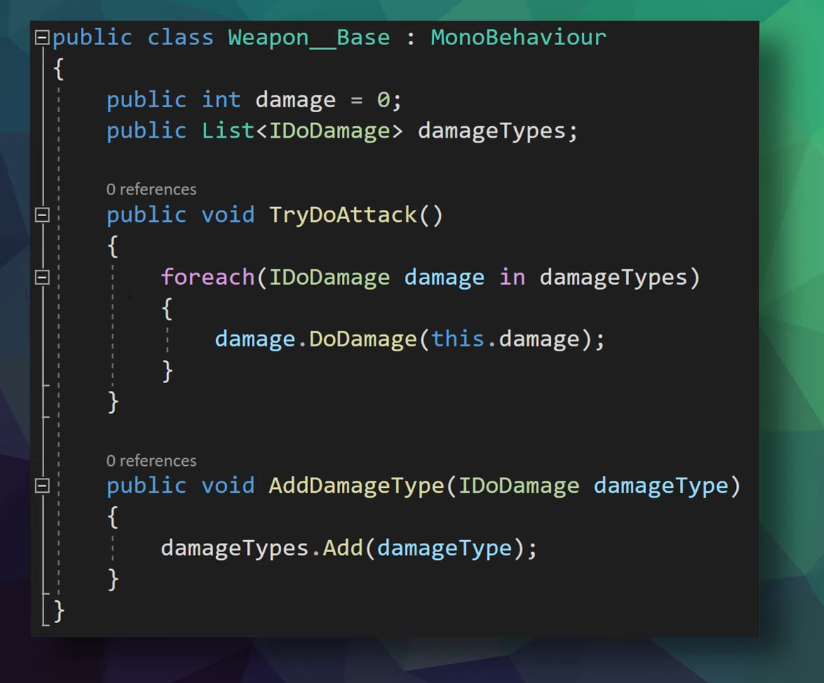 public class Weapon__Base : MonoBehaviour
{
public int damage = 0;
public List<IDoDamage> damageTypes;
0 references
public void TryDoAttack()
{
foreach(IDoDamage damage in damageTypes)
{
damage.DoDamage(this.damage);
}
}
0 references
public void AddDamageType(IDoDamage damageType)
{
damageTypes.Add(damageType);
}
}